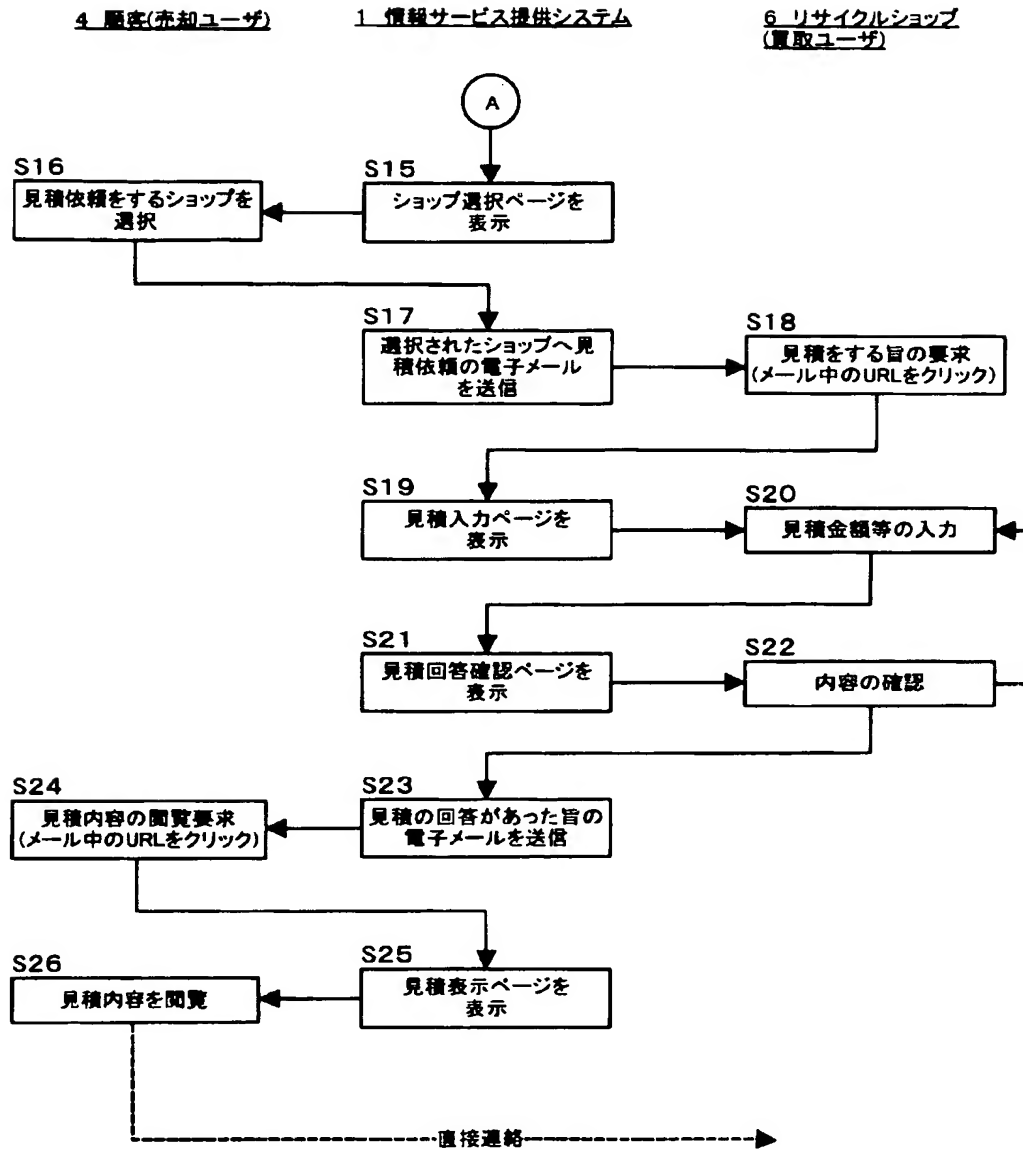 4 顧客(売却ユーザ)
1 情報サービス提供システム
6 リサイクルショップ
(買取ユーザ)
A
S15
ショップ選択ページを
表示
S16
見積依頼をするショップを
選択
S17
選択されたショップへ見
積依頼の電子メール
を送信
S18
見積をする旨の要求
(メール中のURLをクリック)
S19
見積入力ページを
表示
S20
見積金額等の入力
S21
見積回答確認ページを
表示
S22
内容の確認
S23
見積の回答があった旨の
電子メールを送信
S24
見積内容の閲覧要求
(メール中のURLをクリック)
S25
見積表示ページを
表示
S26
見積内容を閲覧
直接連絡